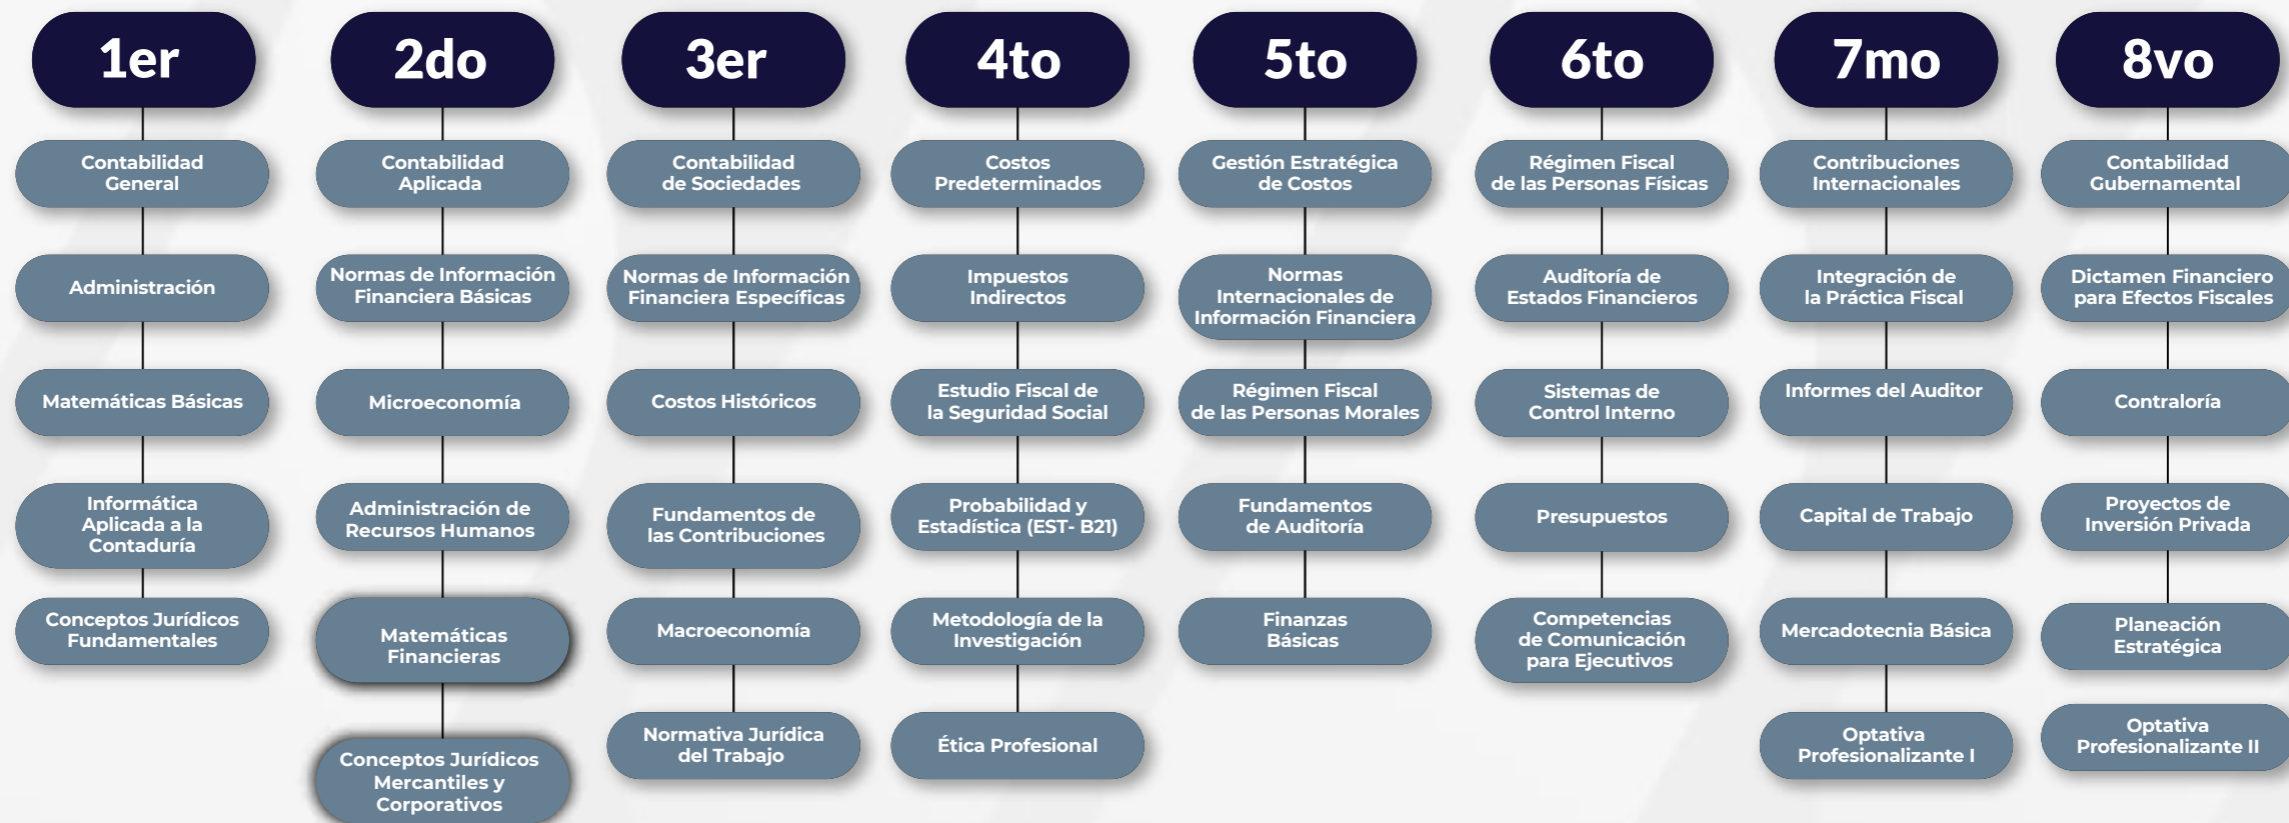 1er
Contabilidad
General
Administración
Matemáticas Básicas
Informática
Aplicada a la
Contaduría
Conceptos Jurídicos
Fundamentales
2do
Contabilidad
Aplicada
Normas de Información
Financiera Básicas
Microeconomía
Administración de
Recursos Humanos
Matemáticas
Financieras
Conceptos Jurídicos
Mercantiles y
Corporativos
3er
Contabilidad
de Sociedades
Normas de Información
Financiera Específicas
Costos Históricos
Fundamentos de
las Contribuciones
Macroeconomía
Normativa Jurídica
del Trabajo
4to
Costos
Predeterminados
Impuestos
Indirectos
Estudio Fiscal de
la Seguridad Social
Probabilidad y
Estadística (EST- B21)
Metodología de la
Investigación
Ética Profesional
5to
Gestión Estratégica
de Costos
Normas
Internacionales de
Información Financiera
Régimen Fiscal
de las Personas Morales
Fundamentos
de Auditoría
Finanzas
Básicas
6to
Régimen Fiscal
de las Personas Físicas
Auditoría de
Estados Financieros
Sistemas de
Control Interno
Presupuestos
Competencias
de Comunicación
para Ejecutivos
7mo
Contribuciones
Internacionales
Integración de
la Práctica Fiscal
Informes del Auditor
Capital de Trabajo
Mercadotecnia Básica
Optativa
Profesionalizante I
8vo
Contabilidad
Gubernamental
Dictamen Financiero
para Efectos Fiscales
Contraloría
Proyectos de
Inversión Privada
Planeación
Estratégica
Optativa
Profesionalizante II